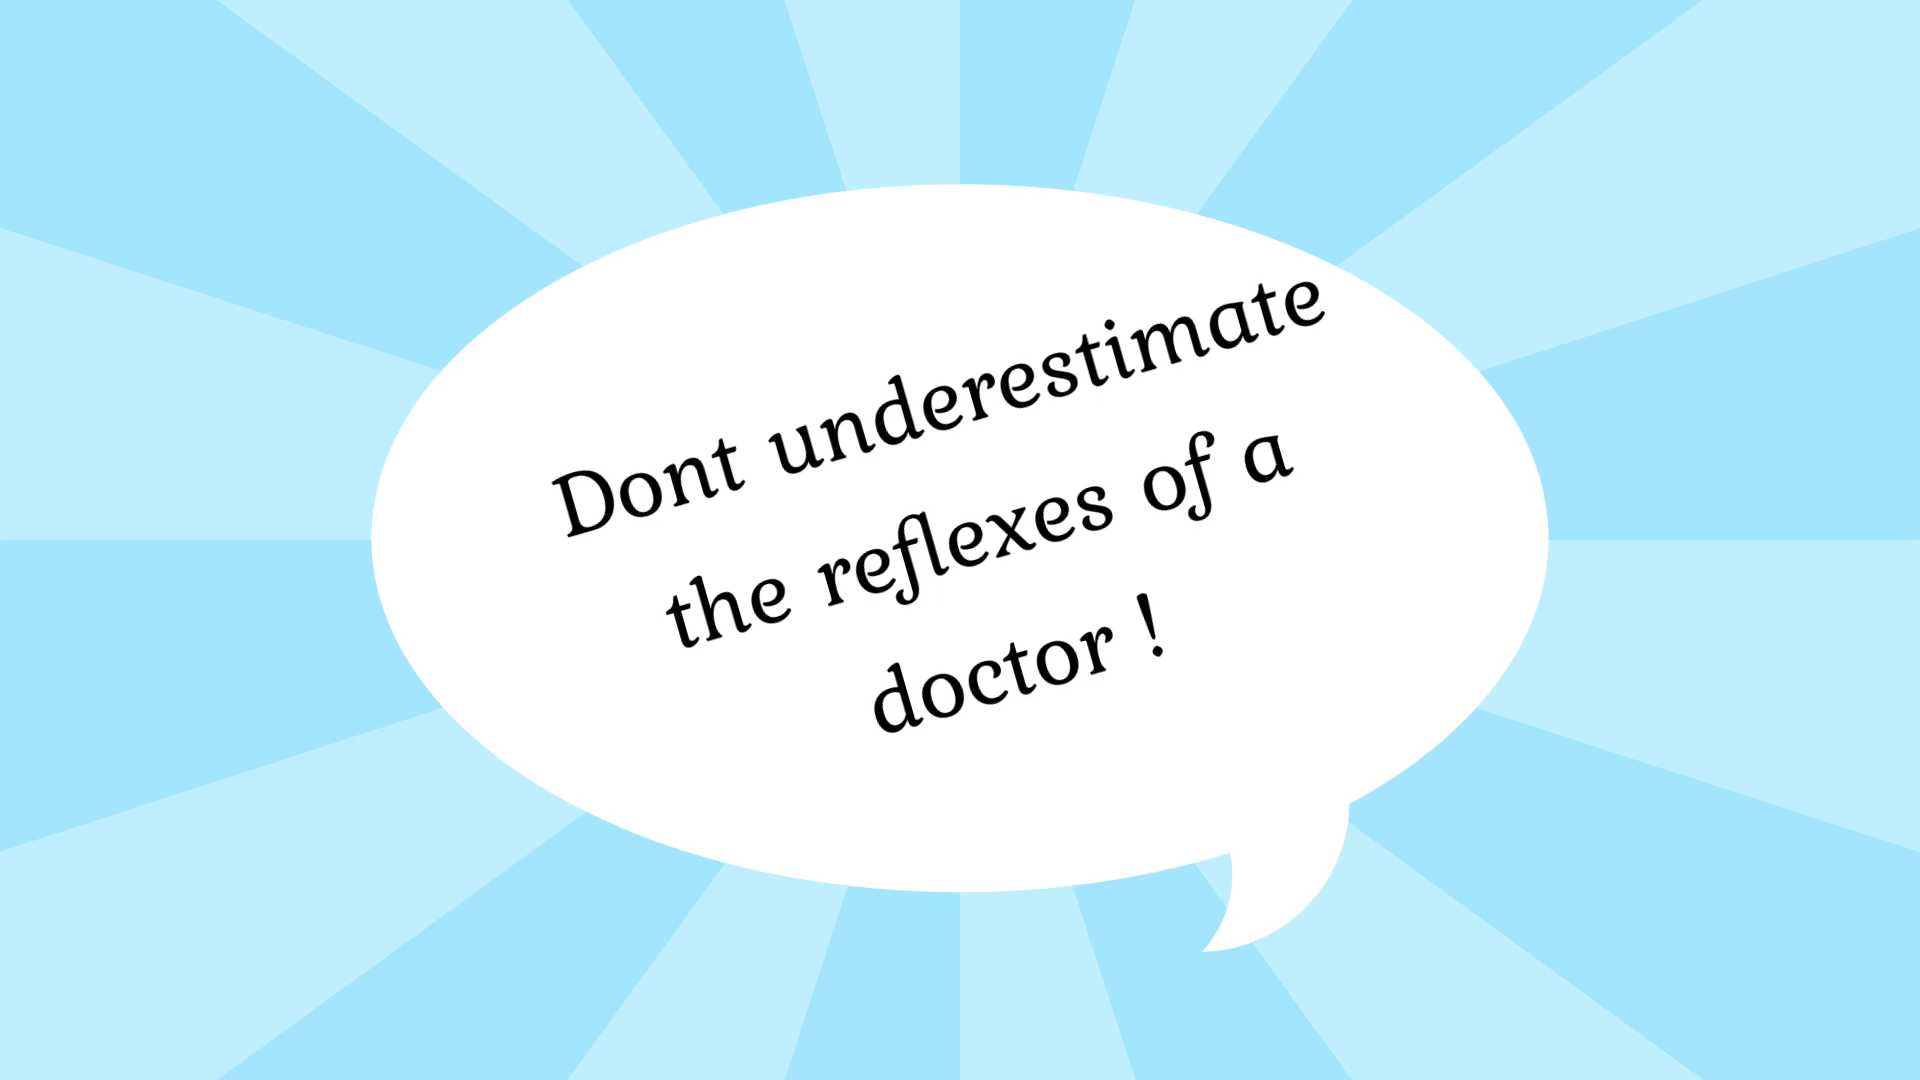 Dont underestimate
the reflexes of a
doctor !